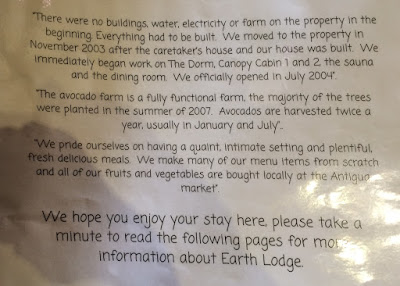 "There were no buildings, water, electricity or farm on the property in the
beginning. Everything had to be built. We moved to the property in
November 2003 after the caretaker's house and our house was built. We
immediately began work on The Dorm, Canopy Cabin 1 and 2, the sauna
and the dining room. We officially opened in July 2004".
"The avocado farm is a fully functional farm, the majority of the trees
were planted in the summer of 2007. Avocados are harvested twice a
year, usually in January and July"..
"We pride ourselves on having a quaint, intimate setting and plentiful,
fresh delicious meals. We make many of our menu items from scratch
and all of our fruits and vegetables are bought locally at the Antigua
market".
We hope you enjoy your stay here, please take a
minute to read the following pages for more
information about Earth Lodge.